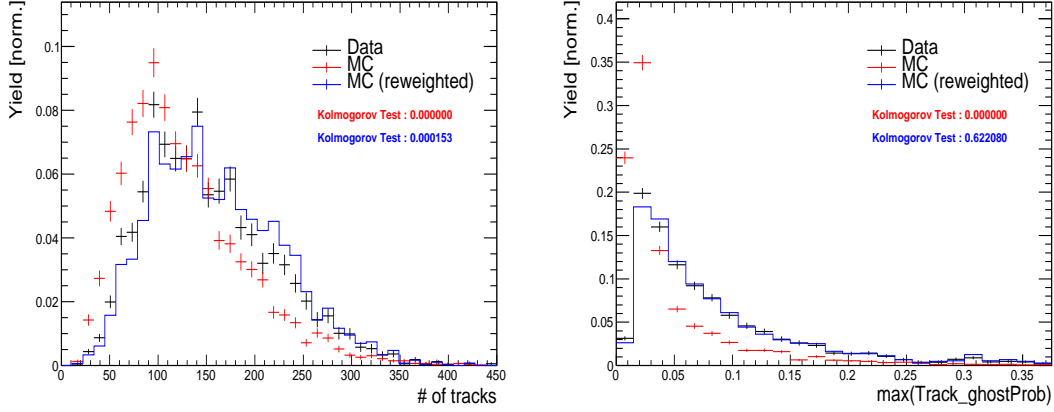 Yield [norm.]
0.1
0.08
0.06
0.04
0.02
0
0 50 100 150 200 250 300 350 400 450
# of tracks
Data
MC
MC (reweighted)
Kolmogorov Test : 0.000000
Kolmogorov Test : 0.000153
Yield [norm.]
0.4
0.35
0.3
0.25
0.2
0.15
0.1
0.05
0
0 0.05 0.1 0.15 0.2 0.25 0.3 0.35
max(Track_ghostProb)
Data
MC
MC (reweighted)
Kolmogorov Test : 0.000000
Kolmogorov Test : 0.622080